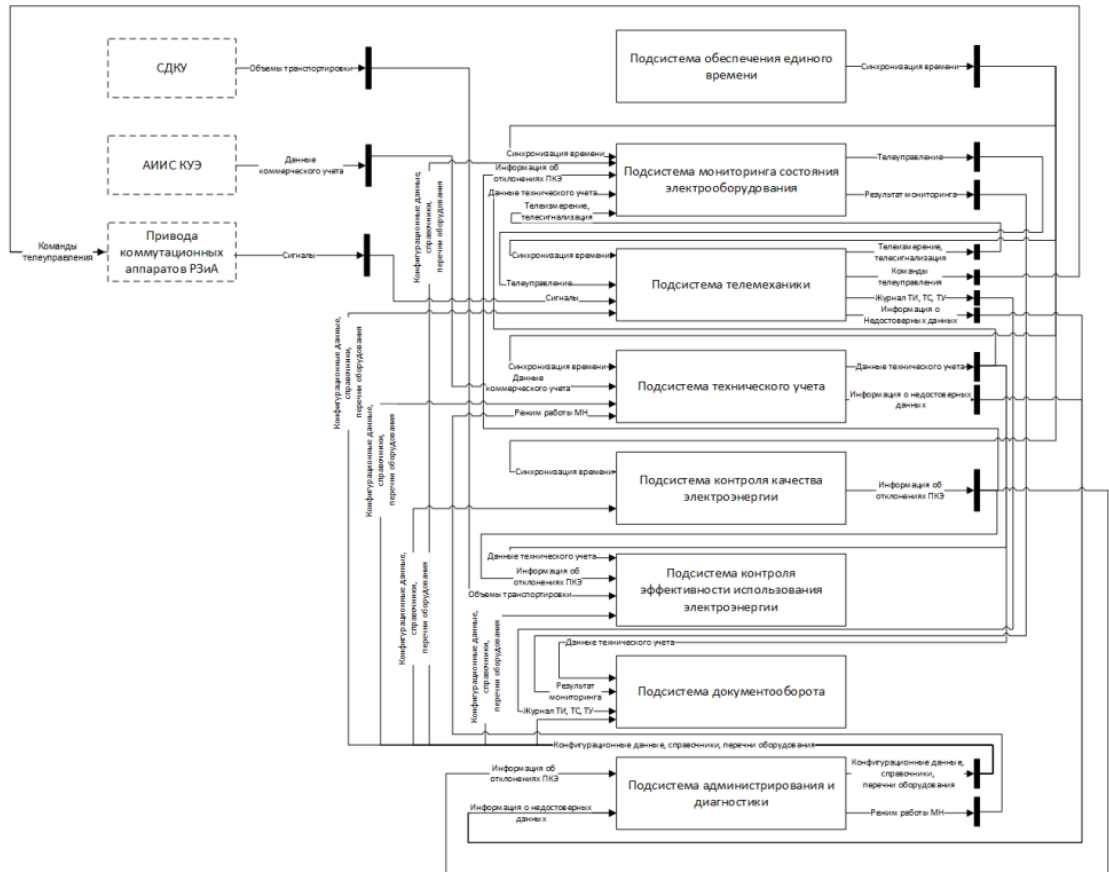 СДКУ
Объемы транспортировки
Подсистема обеспечения единого
времени
Синхронизация времени
АИИС КУЭ
Данные
коммерческого учета
Синхронизация времени
Информация об
отклонениях ПКЭ
Данные технического учета
Телеизмерение,
телесигнализация
Подсистема мониторинга состояния
электрооборудования
Телеуправление
Результат мониторинга
Конфигурационные данные,
справочники,
перечни оборудования
Команды
телеуправления
Привода
коммутационных
аппаратов РЗиА
Сигналы
Синхронизация времени
Телеуправление
Сигналы
Подсистема телемеханики
Телеизмерение,
телесигнализация
Команды
телеуправления
Журнал ТИ, ТС, ТУ
Информация о
Недостоверных данных
Конфигурационные данные,
справочники,
перечни оборудования
Синхронизация времени
Данные
коммерческого учета
Режим работы МН
Подсистема технического учета
Данные технического учета
Информация о недостоверных
данных
Конфигурационные данные,
справочники,
перечни оборудования
Синхронизация времени
Подсистема контроля качества
электроэнергии
Информация об
отклонениях ПКЭ
Конфигурационные данные,
справочники,
перечни оборудования
Данные технического учета
Информация об
отклонениях ПКЭ
Объемы транспортировки
Подсистема контроля
эффективности использования
электроэнергии
Конфигурационные данные,
справочники,
перечни оборудования
Данные технического учета
Результат
мониторинга
Журнал ТИ, ТС, ТУ
Подсистема документооборота
Конфигурационные данные, справочники, перечни оборудования
Информация об
отклонениях ПКЭ
Информация о недостоверных
данных
Подсистема администрирования и
диагностики
Конфигурационные данные,
справочники,
перечни оборудования
Режим работы МН